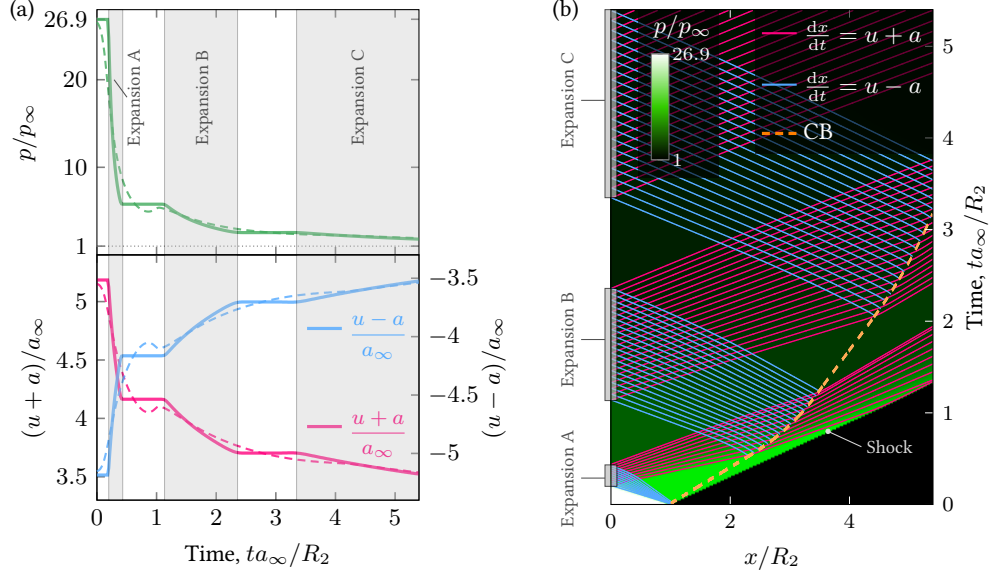 (a)
26.9
20
10
1
p/p∞
Expansion A
Expansion B
Expansion C
5
4.5
4
3.5
(u + a)/a∞
−3.5
−4
−4.5
−5
(u − a)/a∞
u − a
a∞
u + a
a∞
0 1 2 3 4 5
Time, ta∞/R2
(b)
p/p∞
26.9
1
dx/dt = u + a
dx/dt = u − a
CB
Shock
Expansion C
Expansion B
Expansion A
5
4
3
2
1
0
Time, ta∞/R2
0 2 4
x/R2